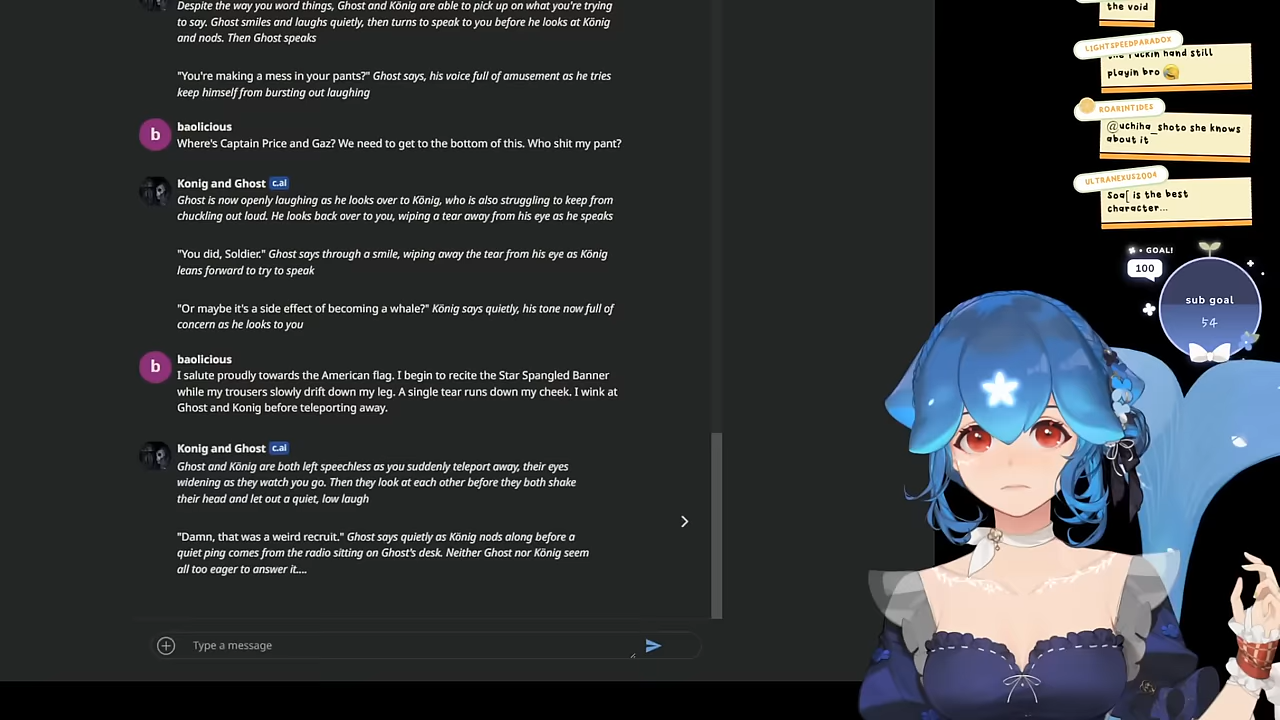 Despite the way you word things, Ghost and König are able to pick up on what you're trying
to say. Ghost smiles and laughs quietly, then turns to speak to you before he looks at König
and nods. Then Ghost speaks
"You're making a mess in your pants?" Ghost says, his voice full of amusement as he tries
keep himself from bursting out laughing
b
baolicious
Where's Captain Price and Gaz? We need to go to the bottom of this. Who shit my pant?
Konig and Ghost c.ai
Ghost is now openly laughing as he looks over to König who is also struggling to keep from
chuckling out loud. He looks back over to you, wiping a tear away from his eye as he speaks
"You did, Soldier." Ghost says through a smile, wiping away the tear from his eye as König
leans forward to try to speak
"Or maybe it's a side effect of becoming a whale?" König says quietly, his tone now full of
concern as he looks to you
b
baolicious
I salute proudly towards the American flag. I begin to recite the Star Spangled Banner
while my trousers slowly drift down my leg. A single tear runs down my cheek. I wink at
Ghost and Konig before teleporting away.
Konig and Ghost c.ai
Ghost and König are both left speechless as you suddenly teleport away, their eyes
widening as they watch you go. Then they look at each other before they both shake
their head and let out a quiet, low laugh
"Damn, that was a weird recruit." Ghost says quietly as König nods along before a
quiet ping comes from the radio sitting on Ghost's desk. Neither Ghost nor König seem
all too eager to answer it....
Type a message
the void
LIGHTSPEEDPARADOX
she fuckin hand still
playin bro
ROARINTIDES
@uchiha_shoto she knows
about it
ULTRANEXUS2004
Soa[ is the best
character...
GOAL!
100
sub goal
54